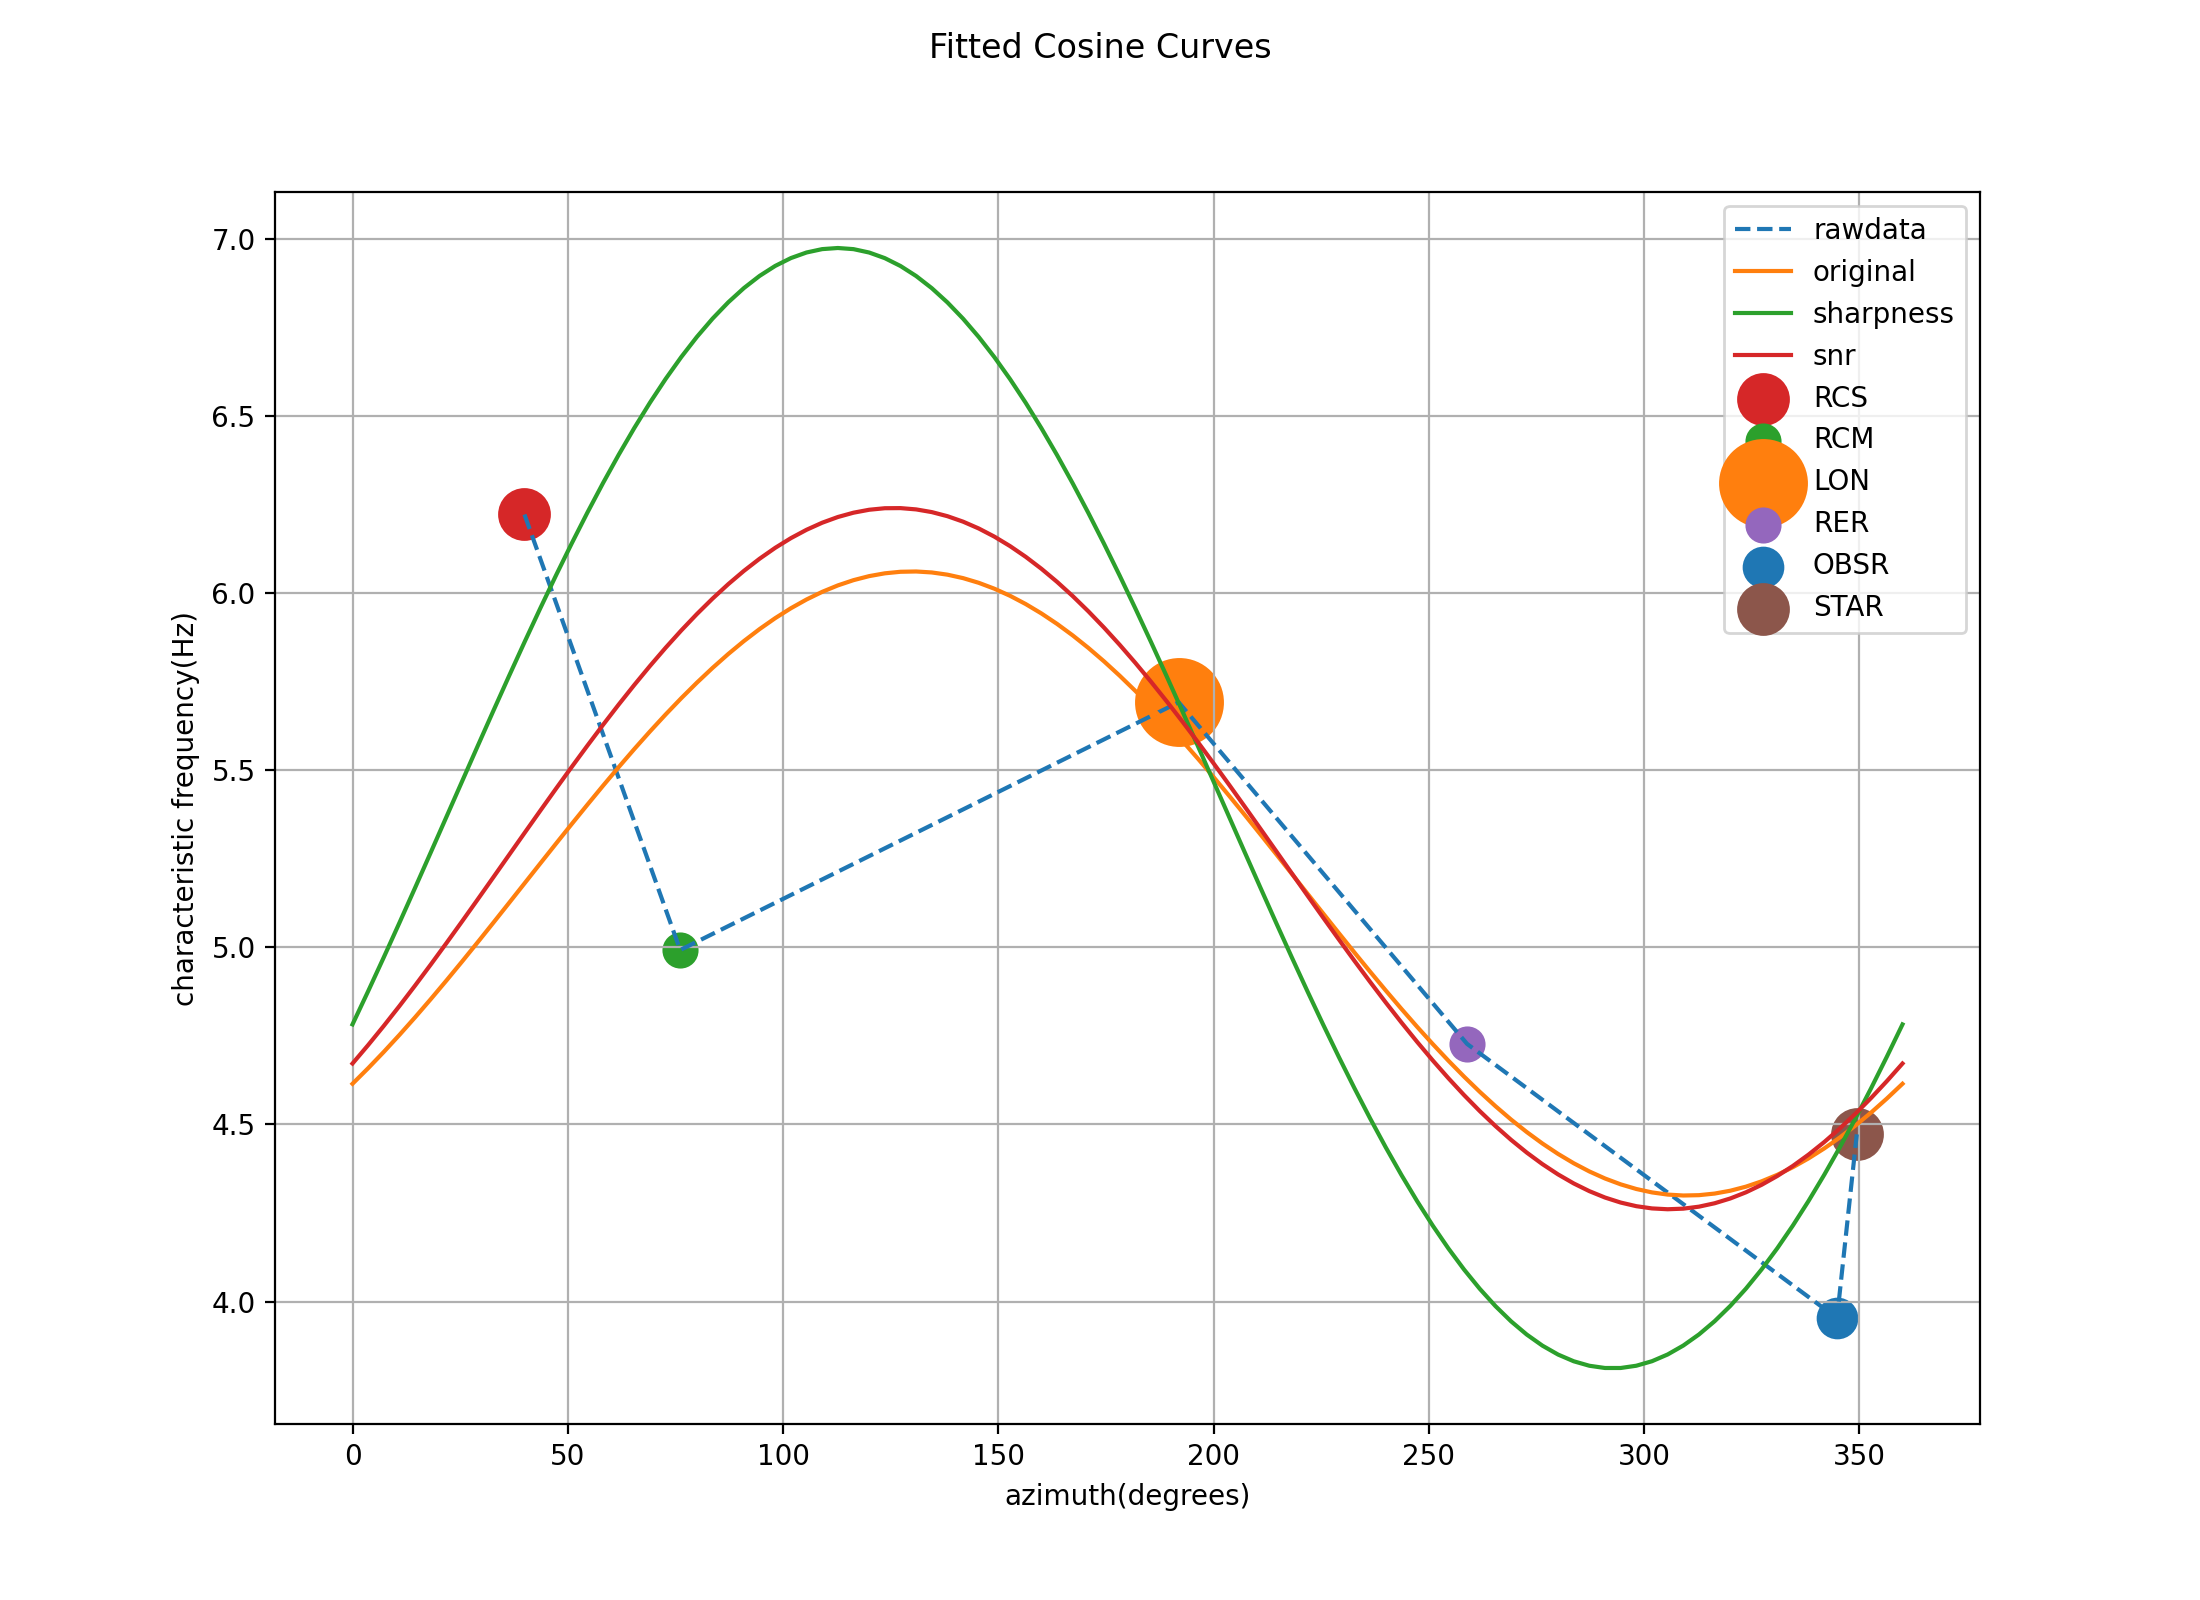 Fitted Cosine Curves
characteristic frequency(Hz)
7.0
6.5
6.0
5.5
5.0
4.5
4.0
rawdata
original
sharpness
snr
RCS
RCM
LON
RER
OBSR
STAR
0 50 100 150 200 250 300 350
azimuth(degrees)